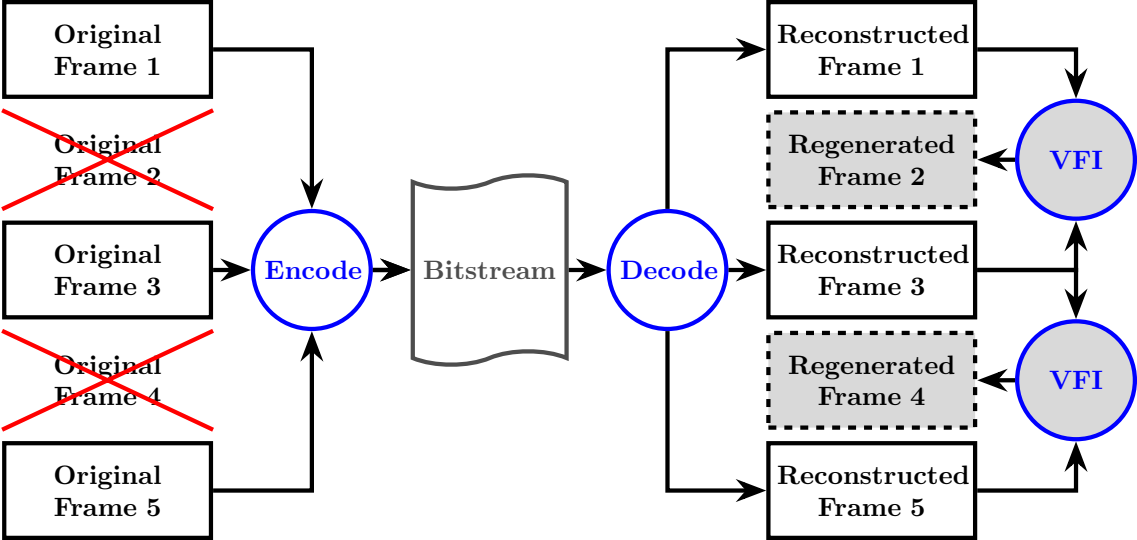 Original
Frame 1
Original
Frame 2
Original
Frame 3
Original
Frame 4
Original
Frame 5
Encode
Bitstream
Decode
Reconstructed
Frame 1
Regenerated
Frame 2
Reconstructed
Frame 3
Regenerated
Frame 4
Reconstructed
Frame 5
VFI
VFI